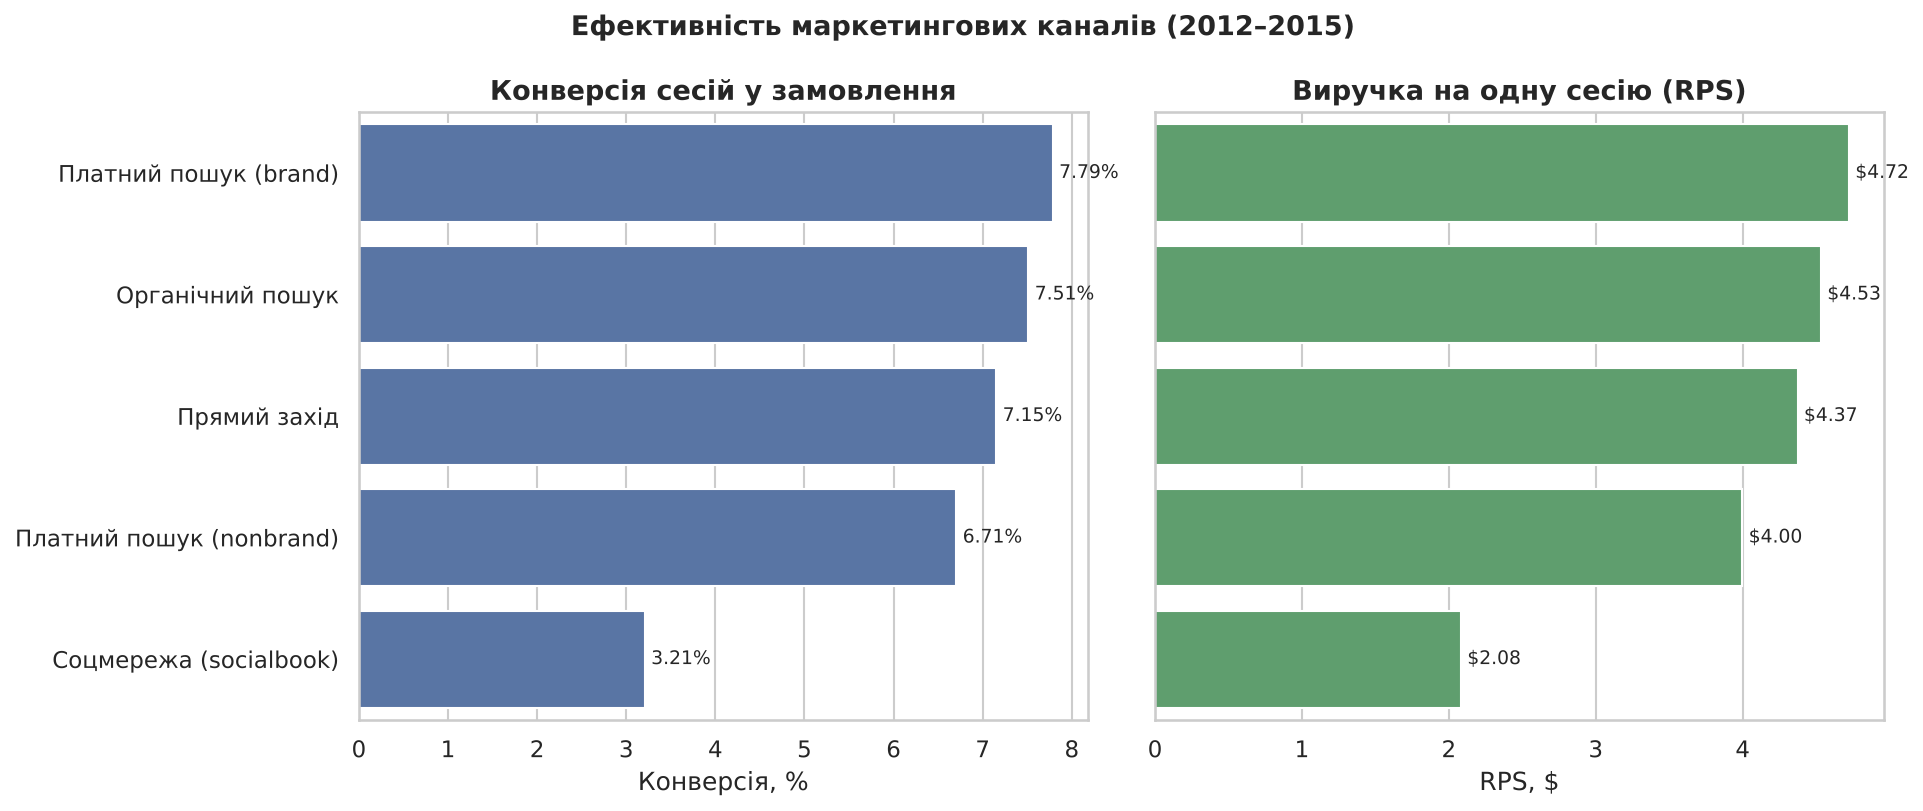 Ефективність маркетингових каналів (2012–2015)
Конверсія сесій у замовлення
Платний пошук (brand)
7.79%
Органічний пошук
7.51%
Прямий захід
7.15%
Платний пошук (nonbrand)
6.71%
Соцмережа (socialbook)
3.21%
0 1 2 3 4 5 6 7 8
Конверсія, %
Виручка на одну сесію (RPS)
$4.72
$4.53
$4.37
$4.00
$2.08
0 1 2 3 4
RPS, $